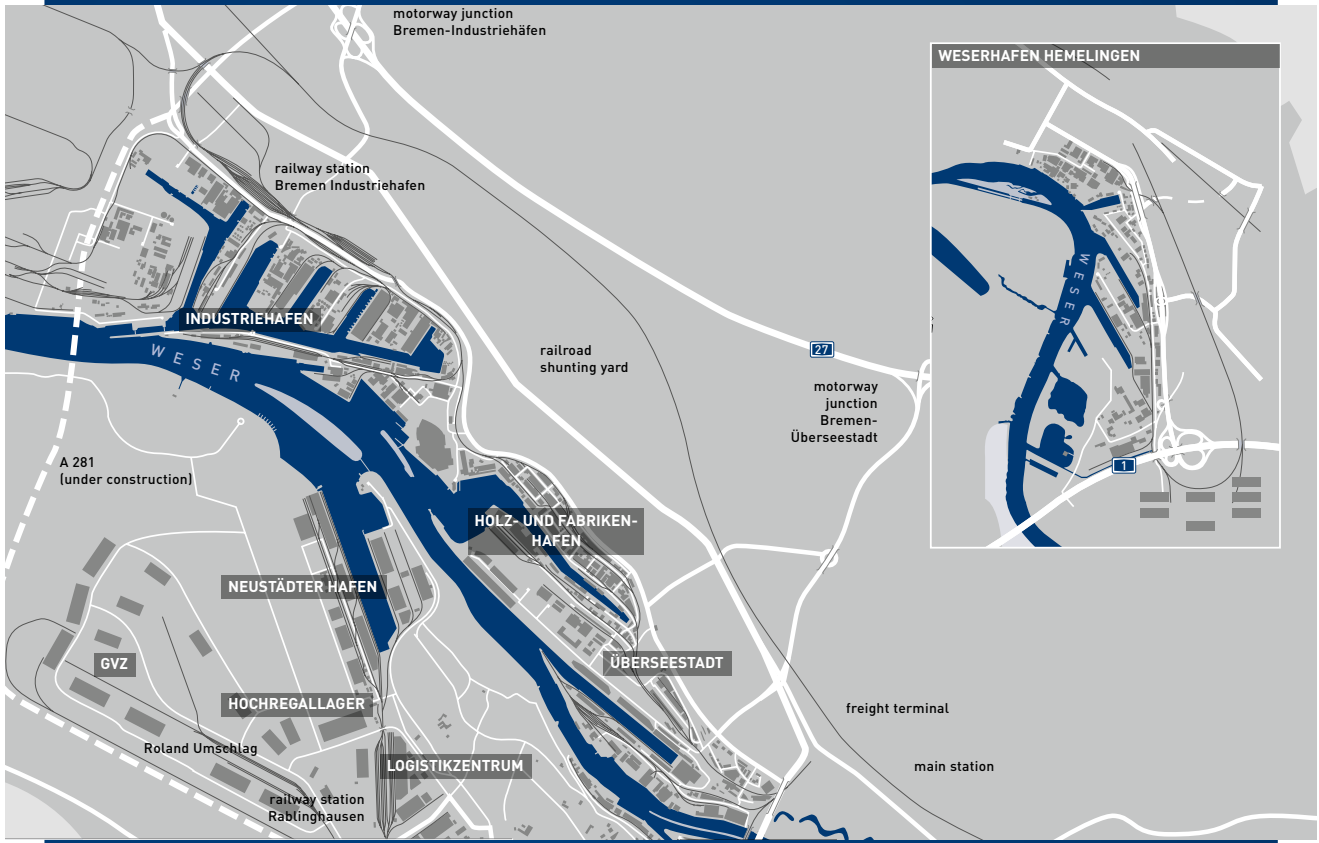 motorway junction
Bremen-Industriehäfen
WESERHAFEN HEMELINGEN
railway station
Bremen Industriehafen
WESER
INDUSTRIEHAFEN
WESER
railroad
shunting yard
27
motorway
junction
Bremen-
Überseestadt
A 281
(under construction)
1
HOLZ- UND FABRIKEN-
HAFEN
NEUSTÄDTER HAFEN
GVZ
ÜBERSEESTADT
HOCHREGALLAGER
freight terminal
Roland Umschlag
LOGISTIKZENTRUM
main station
railway station
Rablinghausen